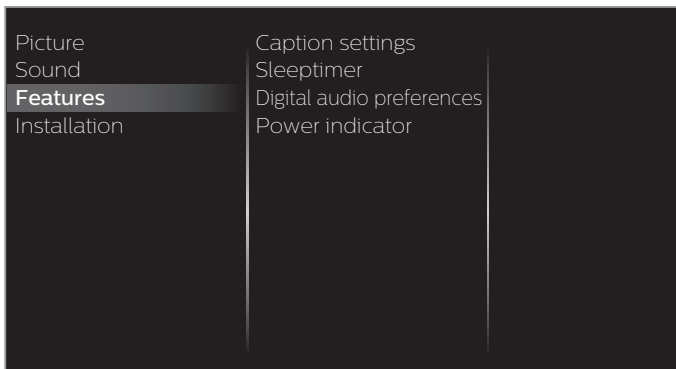 Picture
Sound
Features
Installation
Caption settings
Sleeptimer
Digital audio preferences
Power indicator